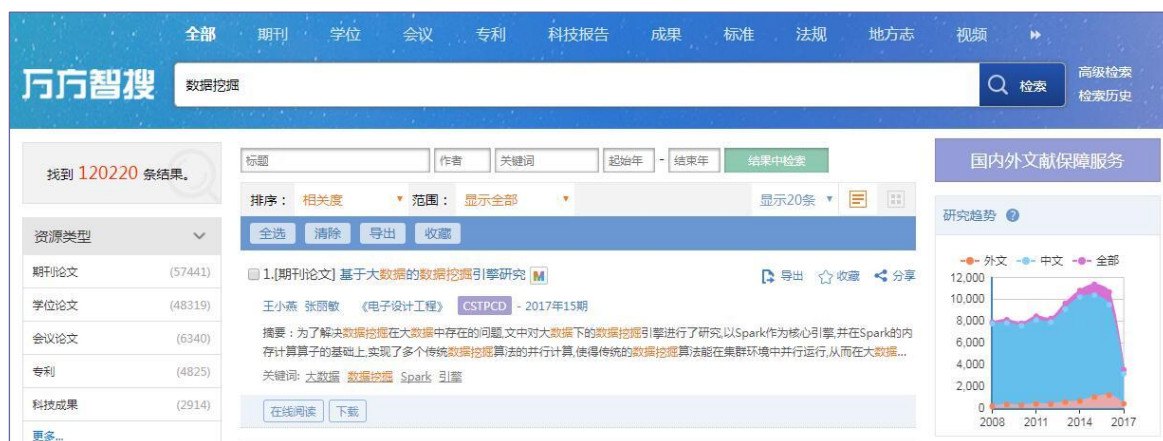 全部 期刊 学位 会议 专利 科技报告 成果 标准 法规 地方志 视频
万方智搜
数据挖掘
检索
高级检索
检索历史
找到 120220 条结果。
资源类型
期刊论文 (57441)
学位论文 (48319)
会议论文 (6340)
专利 (4825)
科技成果 (2914)
更多...
标题 作者 关键词 起始年 - 结束年 结果中检索
排序： 相关度 范围： 显示全部 显示20条
全选 清除 导出 收藏
1.[期刊论文] 基于大数据的数据挖掘引擎研究 M
导出 收藏 分享
王小燕 张丽敏 《电子设计工程》 CSTPCD - 2017年15期
摘要：为了解决数据挖掘在大数据中存在的问题,文中对大数据下的数据挖掘引擎进行了研究,以Spark作为核心引擎,并在Spark的内
存计算算子的基础上,实现了多个传统数据挖掘算法的并行计算,使得传统的数据挖掘算法能在集群环境中并行运行,从而在大数据...
关键词: 大数据 数据挖掘 Spark 引擎
在线阅读 下载
国内外文献保障服务
研究趋势 ?
外文 中文 全部
12,000
10,000
8,000
6,000
4,000
2,000
0
2008 2011 2014 2017